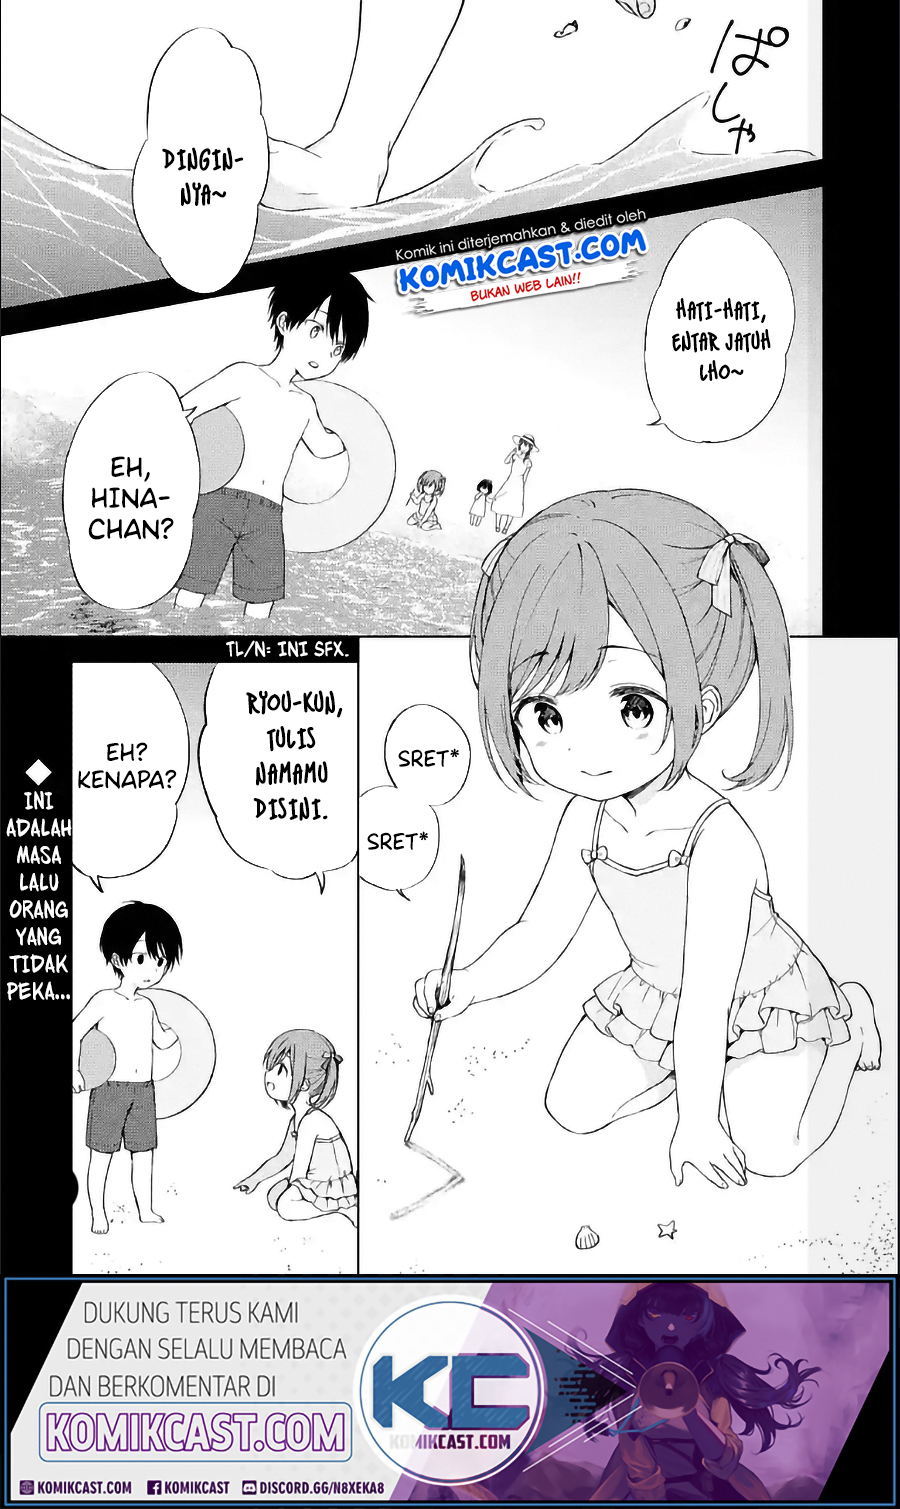 ぱしゃ
DINGIN-
NYA~
Komik ini diterjemahkan & diedit oleh
KOMIKCAST.COM
BUKAN WEB LAIN!!
HATI-HATI,
ENTAR JATUH
LHO~
EH,
HINA-
CHAN?
TL/N: INI SFX.
SRET*
SRET*
RYOU-KUN,
TULIS
NAMAMU
DISINI.
EH?
KENAPA?
INI
ADALAH
MASA
LALU
ORANG
YANG
TIDAK
PEKA...
DUKUNG TERUS KAMI
DENGAN SELALU MEMBACA
DAN BERKOMENTAR DI
KOMIKCAST.COM
KC
KOMIKCAST.COM
KOMIKCAST.COM KOMIKCAST DISCORD.GG/N8XEKA8